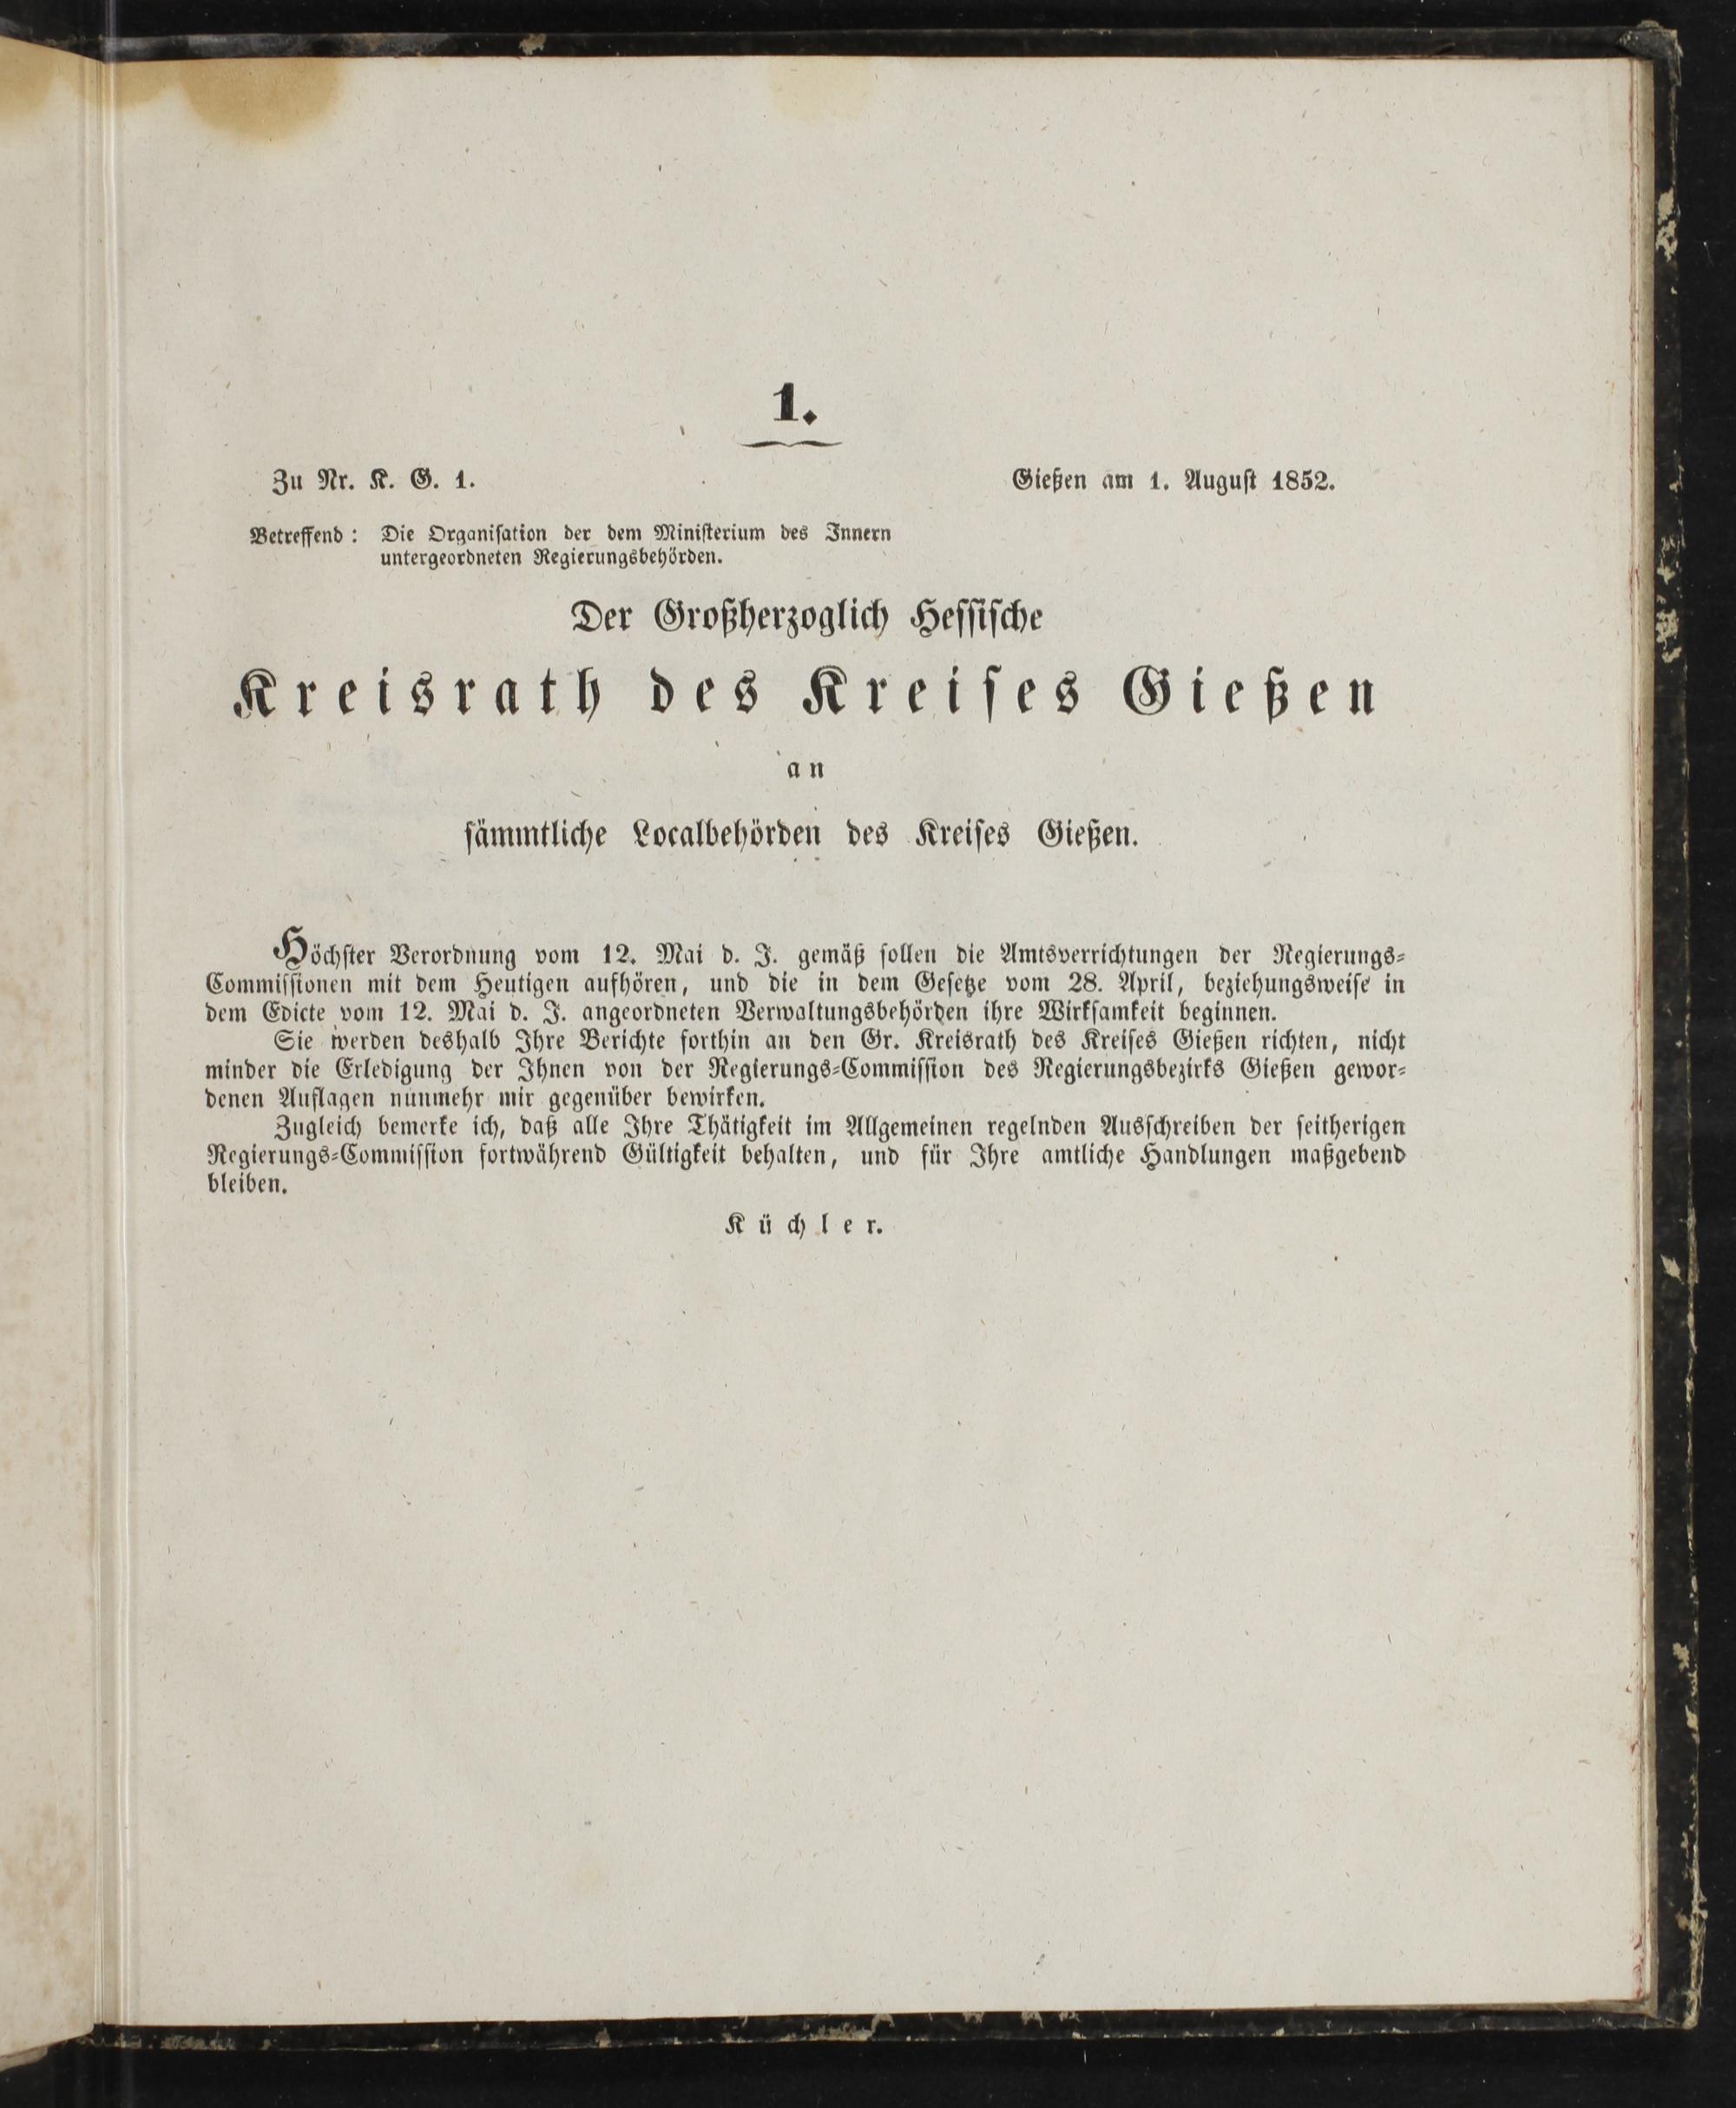 1.
Zu Nr. K. G. 1.
Gießen am 1. August 1852.
Betreffend: Die Organisation der dem Ministerium des Innern
untergeordneten Regierungsbehörden.
Der Großherzoglich Hessische
Kreisrath des Kreises Gießen
an
sämmtliche Localbehörden des Kreises Gießen.
Höchster Verordnung vom 12. Mai d. J. gemäß sollen die Amtsverrichtungen der Regierungs-
Commissionen mit dem Heutigen aufhören, und die in dem Gesetze vom 28. April, beziehungsweise in
dem Edicte vom 12. Mai d. J. angeordneten Verwaltungsbehörden ihre Wirksamkeit beginnen.
Sie werden deshalb Ihre Berichte forthin an den Gr. Kreisrath des Kreises Gießen richten, nicht
minder die Erledigung der Ihnen von der Regierungs-Commission des Regierungsbezirks Gießen gewor-
denen Auflagen nunmehr mir gegenüber bewirken.
Zugleich bemerke ich, daß alle Ihre Thätigkeit im Allgemeinen regelnden Ausschreiben der seitherigen
Regierungs-Commission fortwährend Gültigkeit behalten, und für Ihre amtliche Handlungen maßgebend
bleiben.
Küchler.